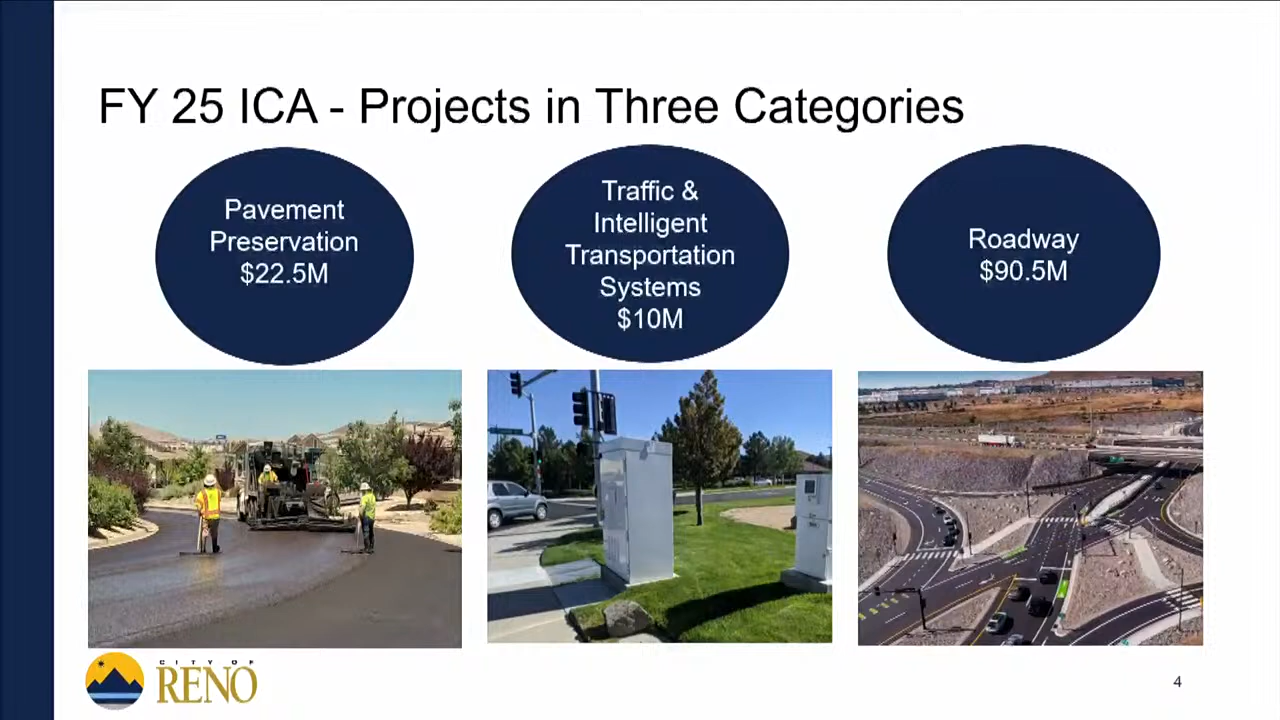 FY 25 ICA - Projects in Three Categories
Pavement
Preservation
$22.5M
Traffic &
Intelligent
Transportation
Systems
$10M
Roadway
$90.5M
CITY OF
RENO
4